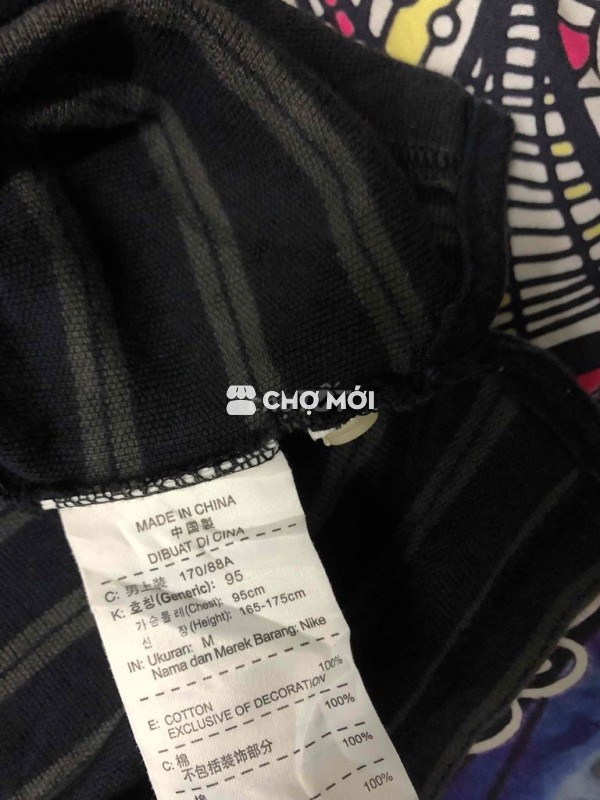 CHỢ MỚI
MADE IN CHINA
中国製
DIBUAT DI CINA
C: 男上装 170/88A
K: 호칭(Generic): 95
가슴둘레(Chest): 95cm
신 장(Height): 165-175cm
IN: Ukuran: M
Nama dan Merek Barang: Nike
100%
E: COTTON
EXCLUSIVE OF DECORATION
100%
C: 棉
不包括装饰部分
100%
棉
100%